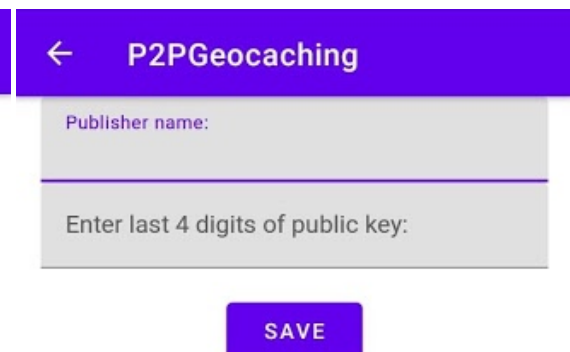 P2PGeocaching
Publisher name:
Enter last 4 digits of public key:
SAVE